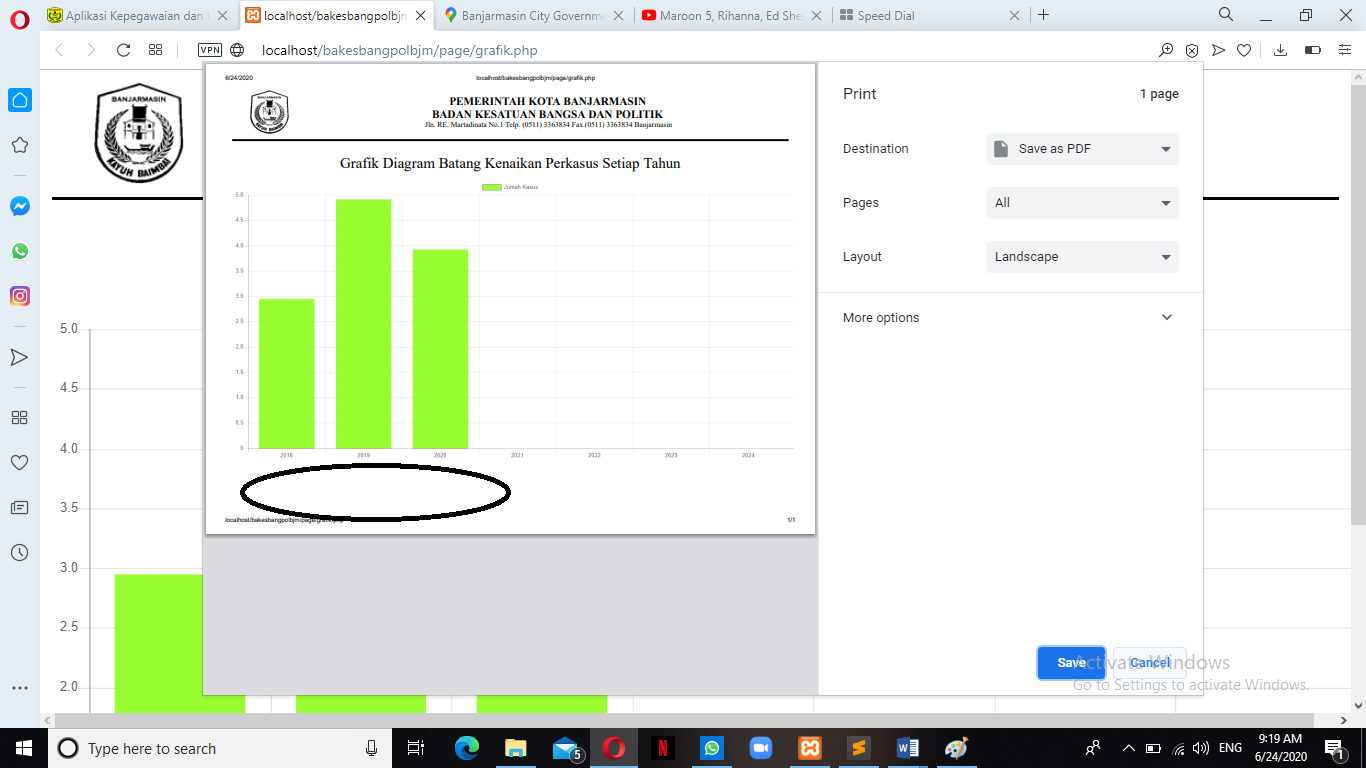 Aplikasi Kepegawaian dan
localhost/bakesbangpolbjm
Banjarmasin City Governme
Maroon 5, Rihanna, Ed She
Speed Dial
VPN
localhost/bakesbangpolbjm/page/grafik.php
BANJARMASIN
KAYUH BAIMBAI
5.0
4.5
4.0
3.5
3.0
2.5
2.0
6/24/2020
localhost/bakesbangpolbjm/page/grafik.php
BANJARMASIN
KAYUH BAIMBAI
PEMERINTAH KOTA BANJARMASIN
BADAN KESATUAN BANGSA DAN POLITIK
Jln. RE. Martadinata No.1 Telp. (0511) 3363834 Fax.(0511) 3363834 Banjarmasin
Grafik Diagram Batang Kenaikan Perkasus Setiap Tahun
Jumah Kasus
5.0
4.5
4.0
3.5
3.0
2.5
2.0
1.5
1.0
0.5
0
2018 2019 2020 2021 2022 2023 2024
localhost/bakesbangpolbjm/page/grafik.php
1/1
Print
1 page
Destination
Save as PDF
Pages
All
Layout
Landscape
More options
Save
Cancel
Activate Windows
Go to Settings to activate Windows.
Type here to search
5
N
W
ENG
9:19 AM
6/24/2020
1